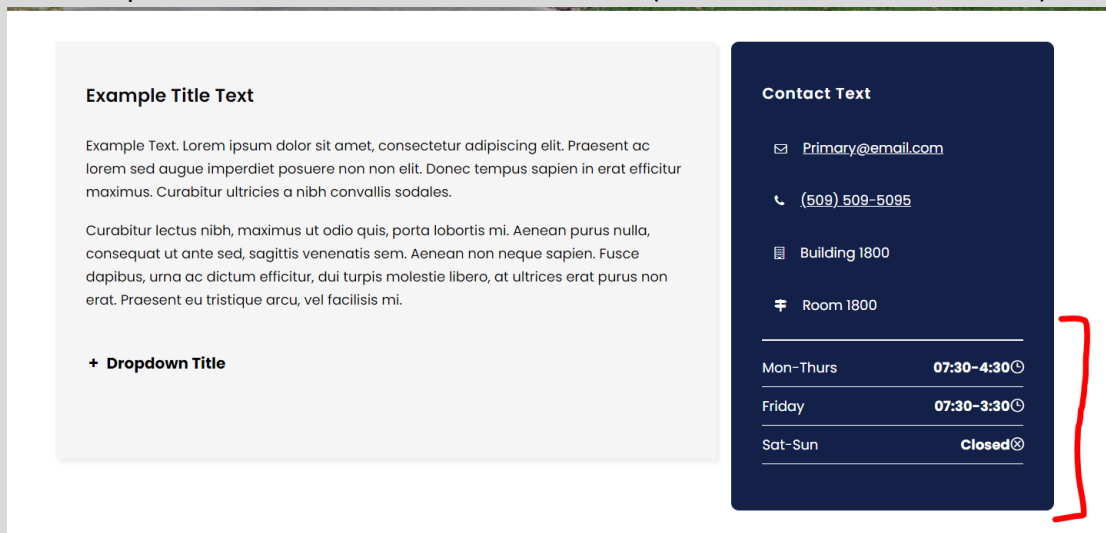 Example Title Text
Example Text. Lorem ipsum dolor sit amet, consectetur adipiscing elit. Praesent ac
lorem sed augue imperdiet posuere non non elit. Donec tempus sapien in erat efficitur
maximus. Curabitur ultricies a nibh convallis sodales.
Curabitur lectus nibh, maximus ut odio quis, porta lobortis mi. Aenean purus nulla,
consequat ut ante sed, sagittis venenatis sem. Aenean non neque sapien. Fusce
dapibus, urna ac dictum efficitur, dui turpis molestie libero, at ultrices erat purus non
erat. Praesent eu tristique arcu, vel facilisis mi.
+ Dropdown Title
Contact Text
Primary@email.com
(509) 509-5095
Building 1800
Room 1800
Mon-Thurs 07:30-4:30
Friday 07:30-3:30
Sat-Sun Closed